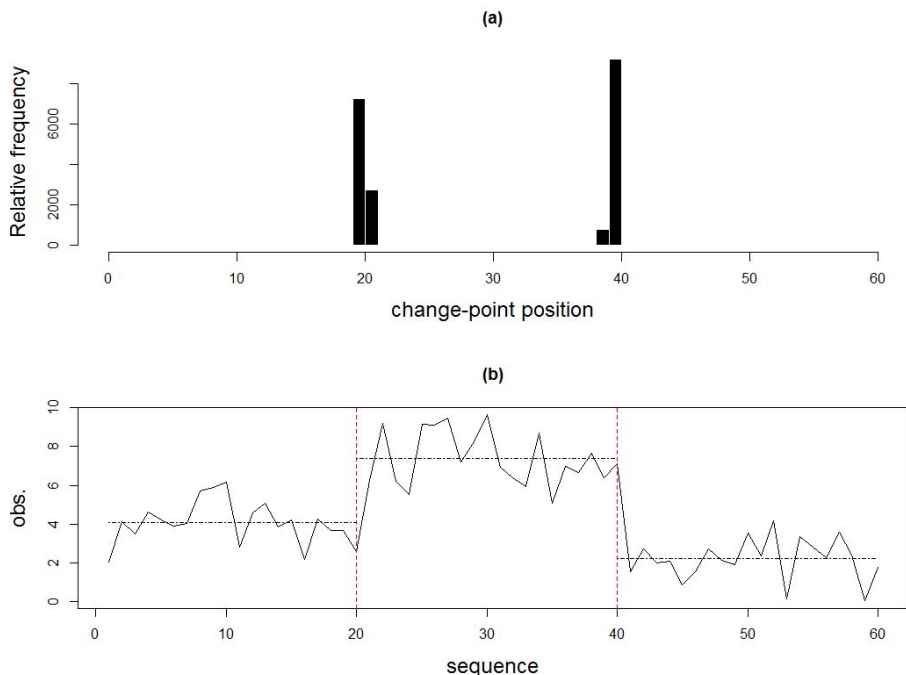 (a)
Relative frequency
6000
2000
0
0 10 20 30 40 50 60
change-point position
(b)
obs.
10
8
6
4
2
0
0 10 20 30 40 50 60
sequence